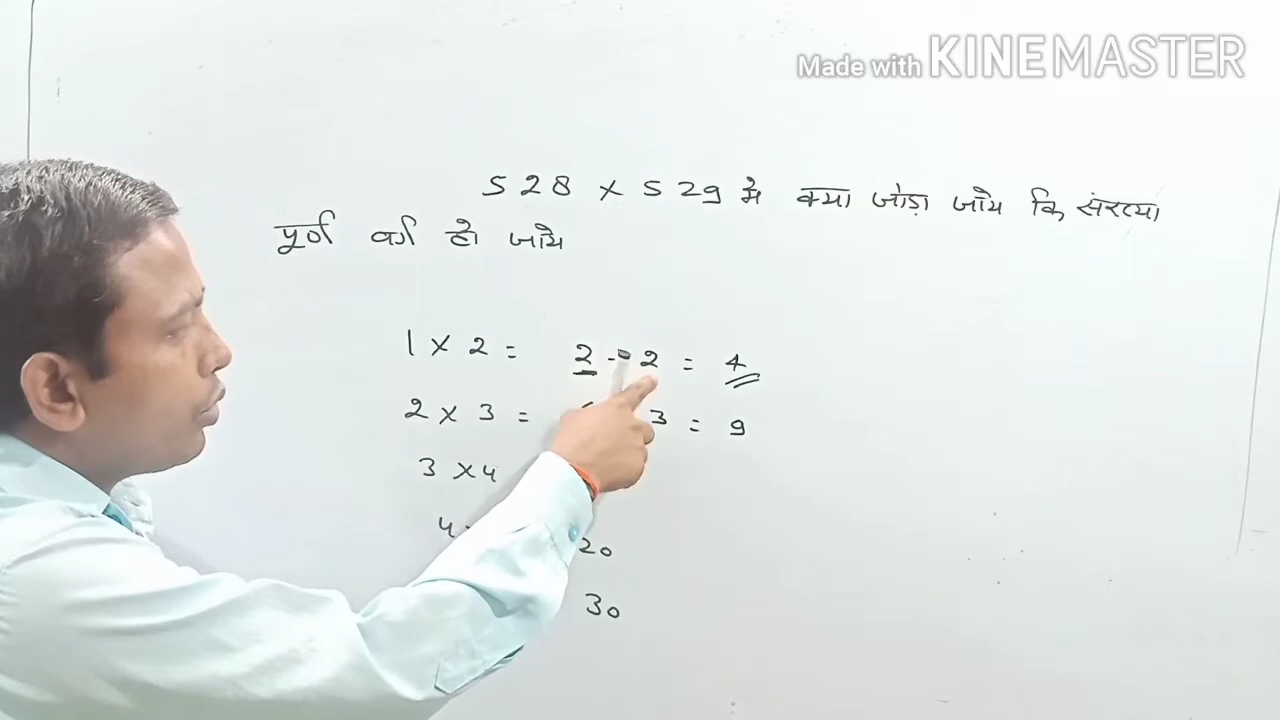 Made with KINEMASTER
528 × 529 मे क्या जोड़ा जाये कि संख्या
पूर्ण वर्ग हो जाये
1 × 2 = 2 - 2 = 4
2 × 3 = 3 = 9
3 × 4
4 20
30